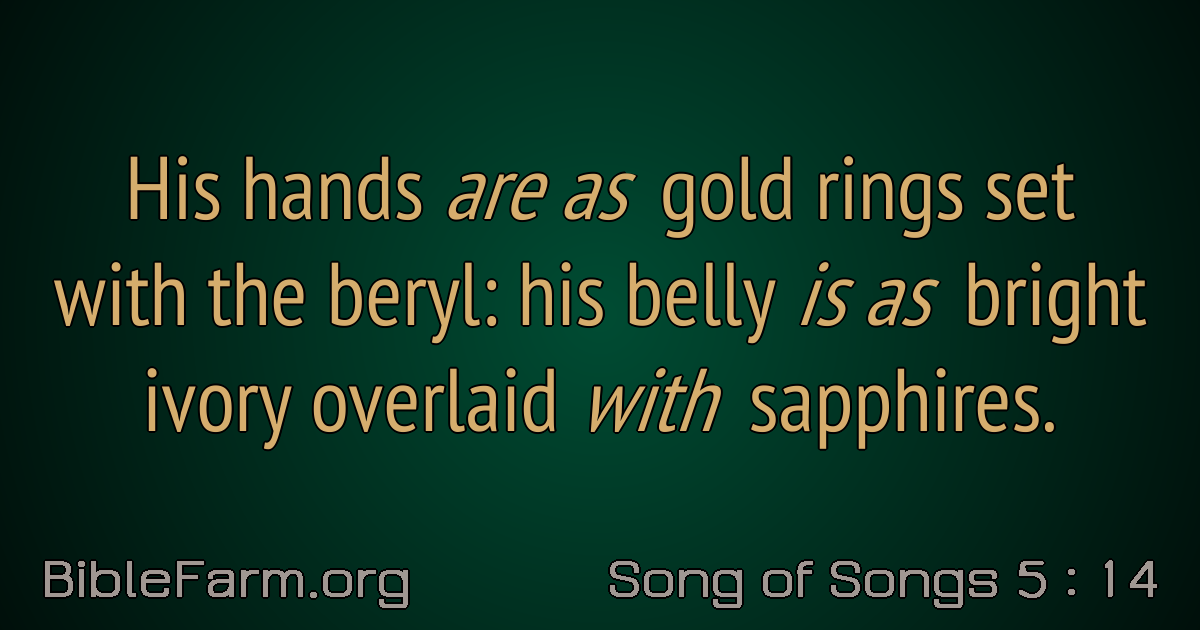 His hands are as gold rings set
with the beryl: his belly is as bright
ivory overlaid with sapphires.
BibleFarm.org
Song of Songs 5 : 14